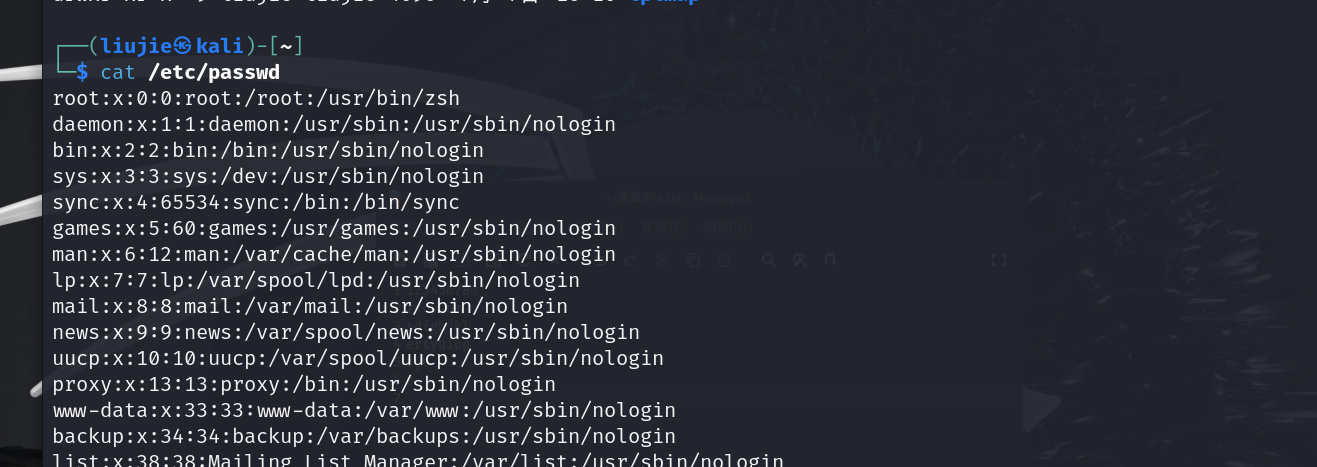 ┌──(liujie㉿kali)-[~]
└─$ cat /etc/passwd
root:x:0:0:root:/root:/usr/bin/zsh
daemon:x:1:1:daemon:/usr/sbin:/usr/sbin/nologin
bin:x:2:2:bin:/bin:/usr/sbin/nologin
sys:x:3:3:sys:/dev:/usr/sbin/nologin
sync:x:4:65534:sync:/bin:/bin/sync
games:x:5:60:games:/usr/games:/usr/sbin/nologin
man:x:6:12:man:/var/cache/man:/usr/sbin/nologin
lp:x:7:7:lp:/var/spool/lpd:/usr/sbin/nologin
mail:x:8:8:mail:/var/mail:/usr/sbin/nologin
news:x:9:9:news:/var/spool/news:/usr/sbin/nologin
uucp:x:10:10:uucp:/var/spool/uucp:/usr/sbin/nologin
proxy:x:13:13:proxy:/bin:/usr/sbin/nologin
www-data:x:33:33:www-data:/var/www:/usr/sbin/nologin
backup:x:34:34:backup:/var/backups:/usr/sbin/nologin
list:x:38:38:Mailing List Manager:/var/list:/usr/sbin/nologin